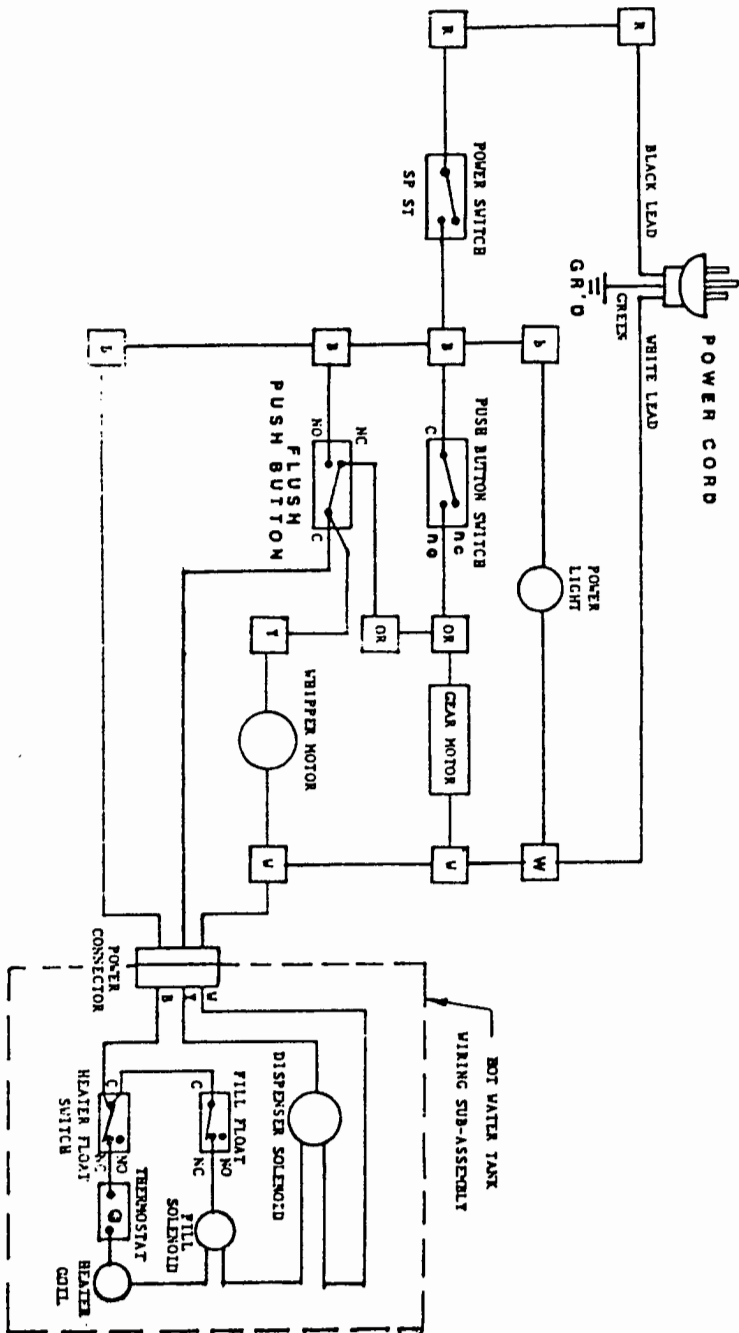 POWER CORD
BLACK LEAD
WHITE LEAD
GREEN
GR'D
R
R
POWER SWITCH
SP ST
b
B
B
POWER
LIGHT
PUSH BUTTON SWITCH
C
nc
no
FLUSH
PUSH BUTTON
NC
NO
C
OR
OR
GEAR MOTOR
WHIPPER MOTOR
W
HOT WATER TANK
WIRING SUB-ASSEMBLY
POWER
CONNECTOR
B
DISPENSER SOLENOID
FILL FLOAT
C
NO
NC
FILL
SOLENOID
HEATER FLOAT
SWITCH
C
NO
NC
THERMOSTAT
HEATER
COIL